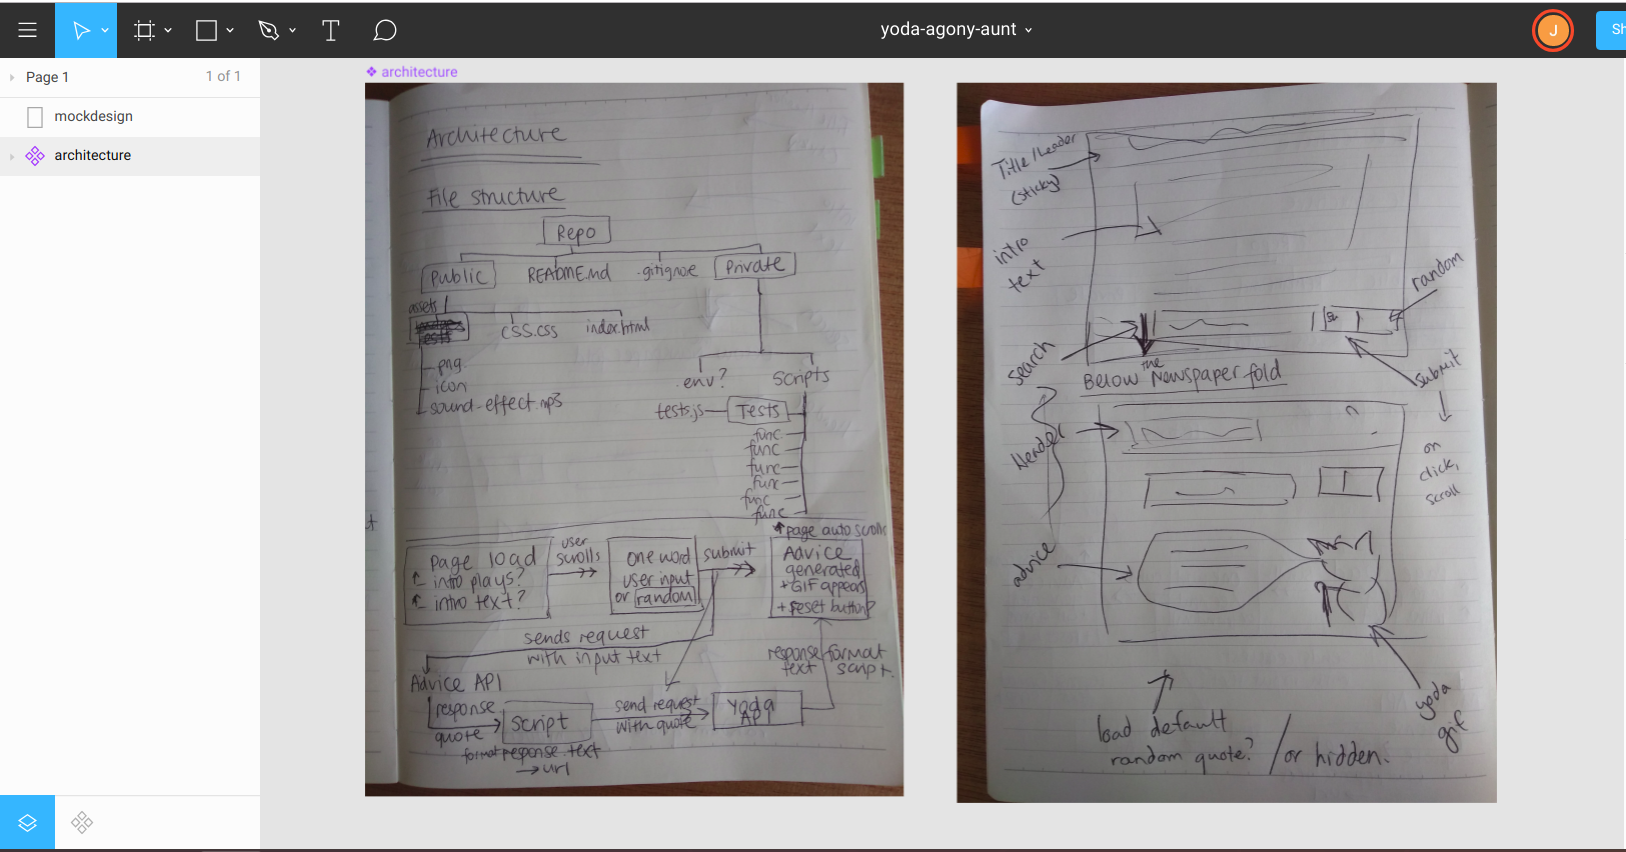 yoda-agony-aunt
J
Sh
Page 1
1 of 1
mockdesign
architecture
architecture
Architecture
File structure
Repo
Public
README.md
.gitignore
Private
assets
css.css
index.html
png
icon
sound-effect.mp3
.env?
Scripts
tests.js
Tests
func
func
func
func
func
func
page auto scrolls
Page load
intro plays?
intro text?
user
scrolls
one word
user input
or random
submit
Advice
generated
+ GIF appears
+ reset button?
sends request
with input text
Advice API
response
quote
script
format response text
→ url
send request
with quote
Yoda
API
response
text
format
script.
Title/header
(sticky)
intro
text
random
search
submit
Below the Newspaper fold
on
click,
scroll
Header
advice
yoda
gif
load default
random quote?
/or hidden.